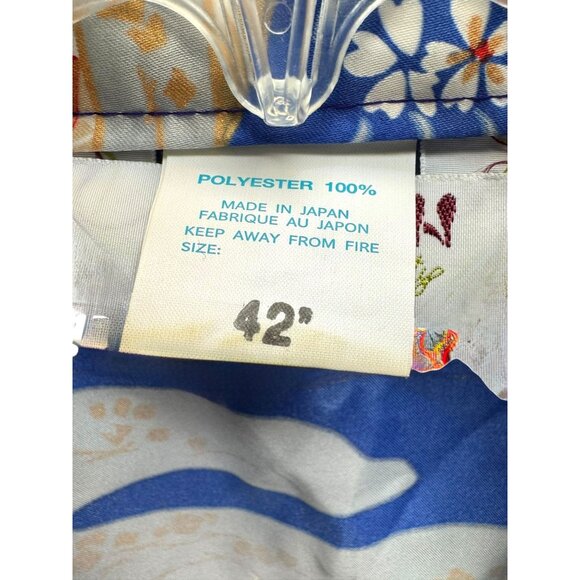 POLYESTER 100%
MADE IN JAPAN
FABRIQUE AU JAPON
KEEP AWAY FROM FIRE
SIZE:
42"